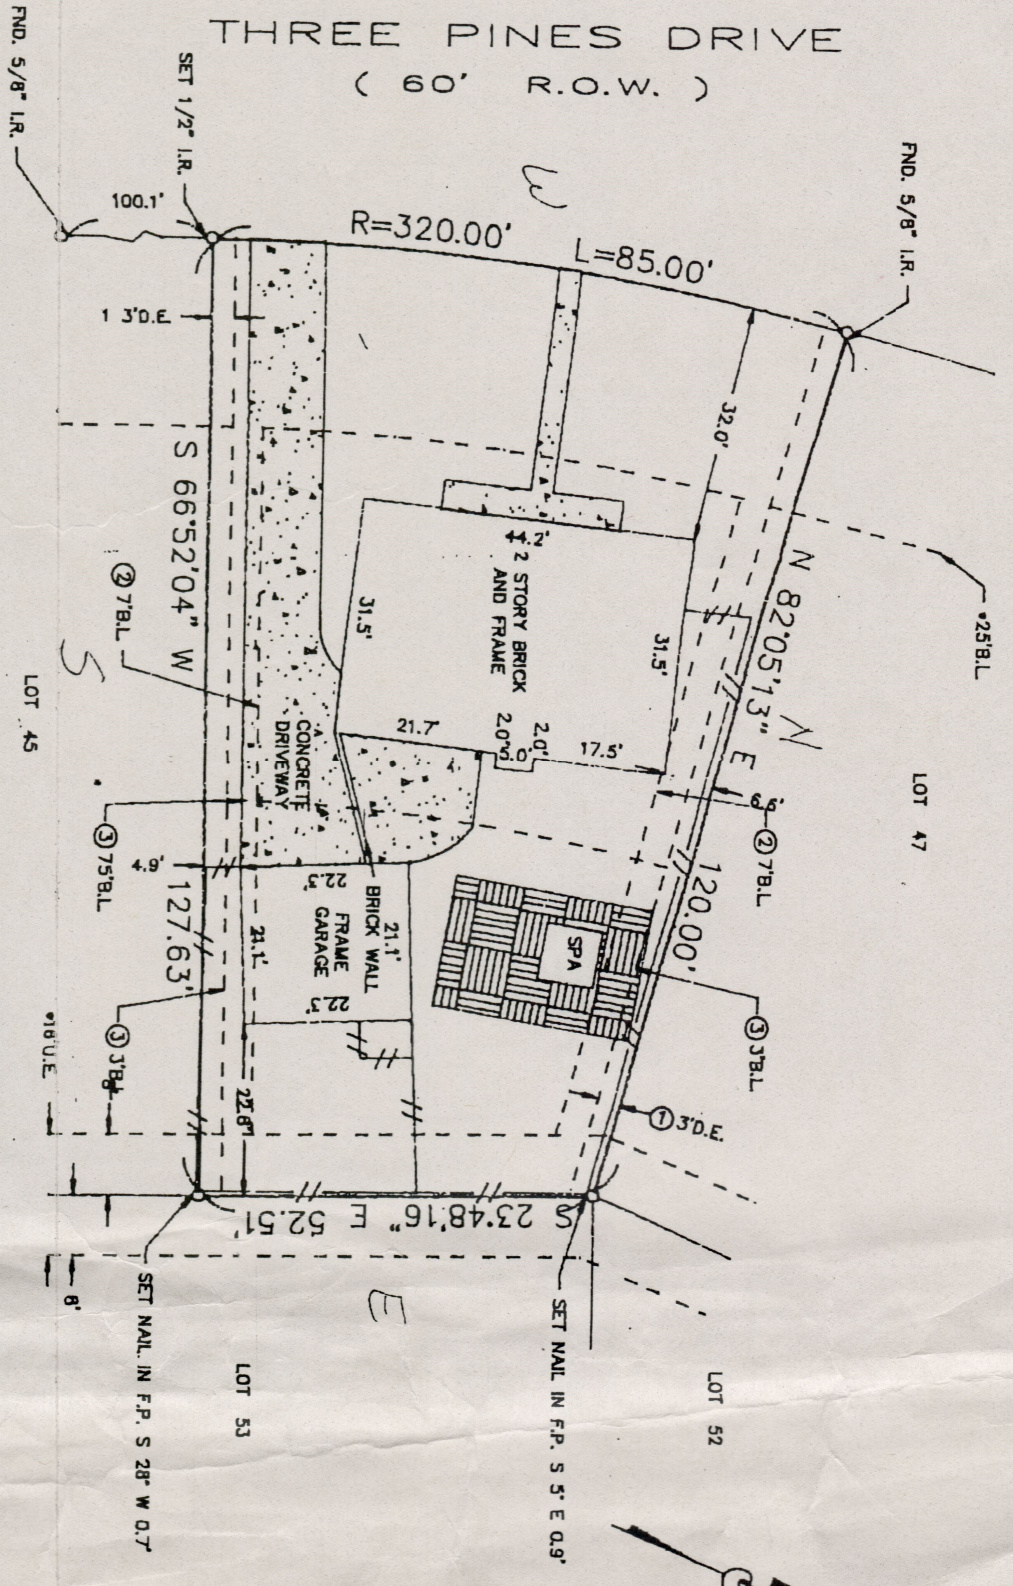 THREE PINES DRIVE
( 60' R.O.W. )
FND. 5/8" I.R.
SET 1/2" I.R.
FND. 5/8" I.R.
100.1'
W
R=320.00'
L=85.00'
1 3'D.E.
32.0'
S 66°52'04" W
127.63'
N 82°05'13" E
120.00'
*25'B.L
44.2'
2 STORY BRICK
AND FRAME
31.5'
31.5'
② 7'B.L
S
N
LOT 45
LOT 47
21.7'
2.0'
5.0'
2.0'
17.5'
CONCRETE
DRIVEWAY
6.6'
② 7'B.L
③ 75'B.L
4.9'
22.3'
BRICK WALL
21.1'
FRAME
GARAGE
22.3'
21.1'
SPA
③ 3'B.L
③ 3'B.L
① 3'D.E.
*16'U.E.
8'
22.8'
S 23°48'16" E 52.51'
E
8'
SET NAIL IN F.P. S 28° W 0.7'
SET NAIL IN F.P. S 5° E 0.9'
LOT 53
LOT 52